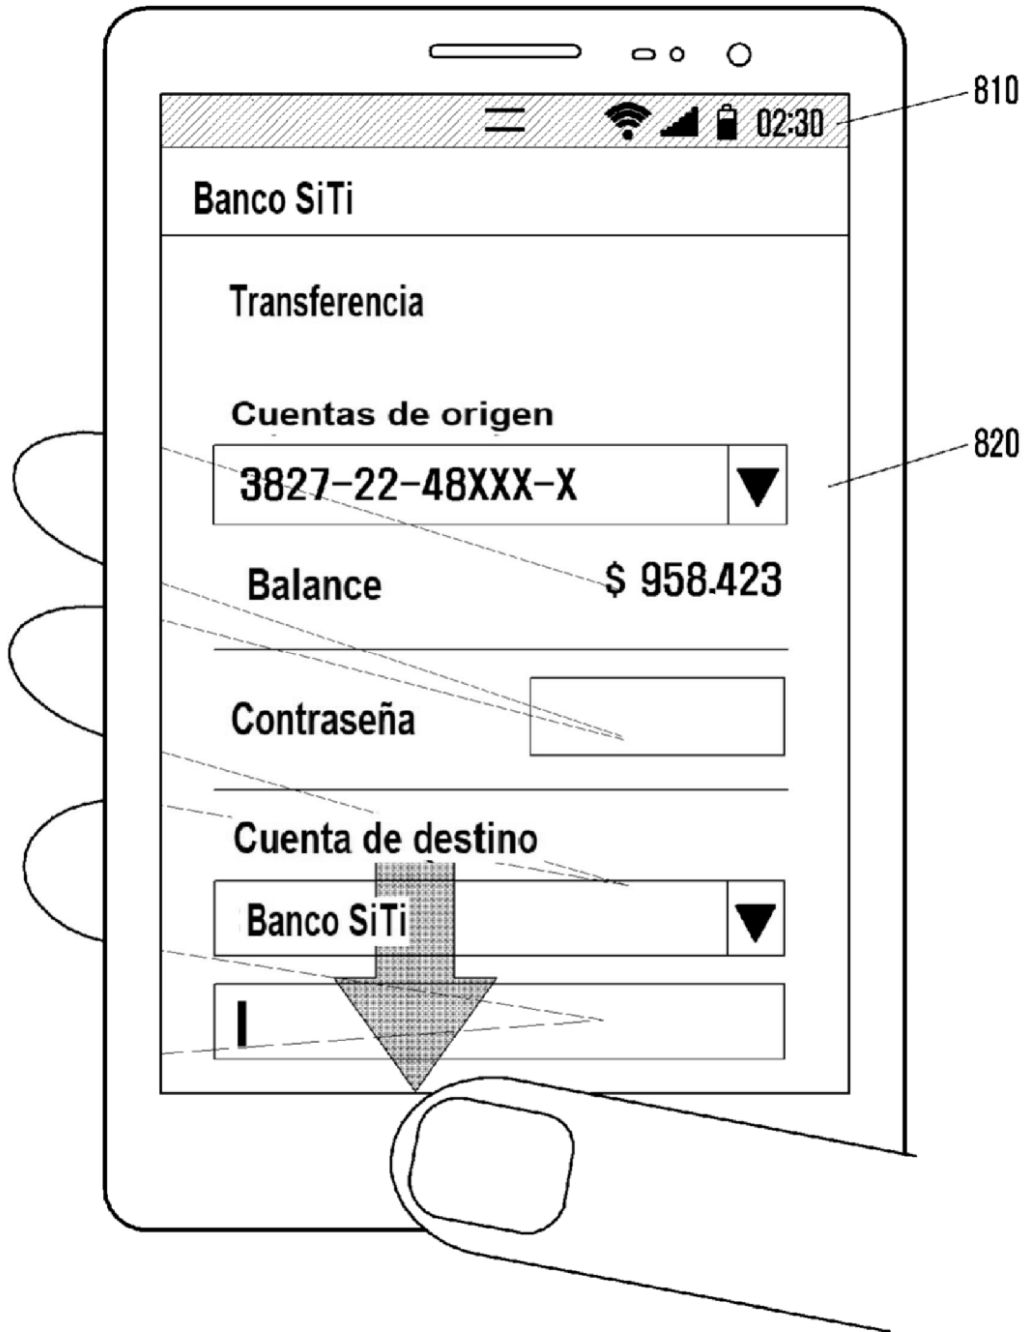 02:30
810
Banco SiTi
Transferencia
Cuentas de origen
3827-22-48XXX-X
820
Balance
$ 958.423
Contraseña
Cuenta de destino
Banco SiTi